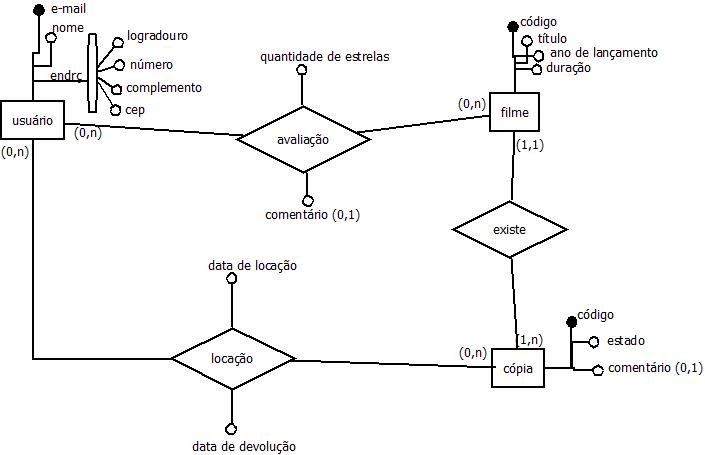 e-mail
nome
endrç
logradouro
número
complemento
cep
usuário
(0,n)
(0,n)
quantidade de estrelas
avaliação
comentário (0,1)
código
título
ano de lançamento
duração
(0,n)
filme
(1,1)
existe
data de locação
locação
data de devolução
(0,n)
(1,n)
cópia
código
estado
comentário (0,1)